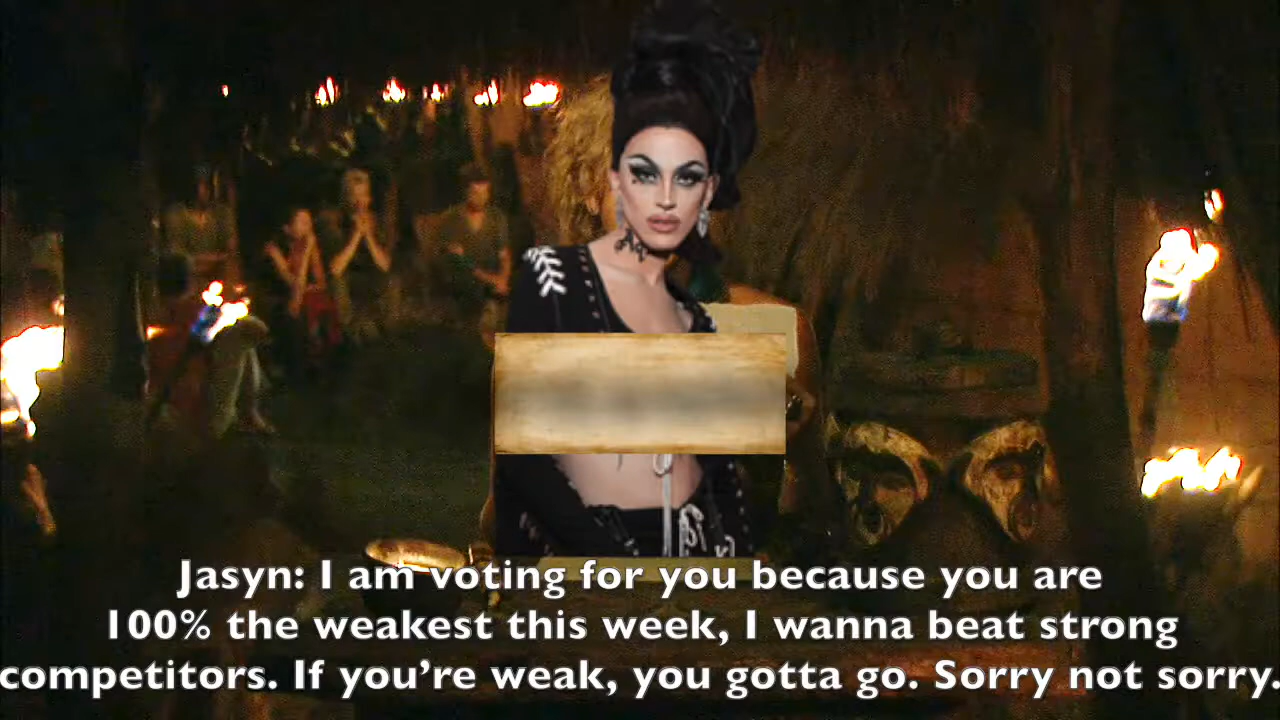 Jasyn: I am voting for you because you are
100% the weakest this week, I wanna beat strong
competitors. If you’re weak, you gotta go. Sorry not sorry.